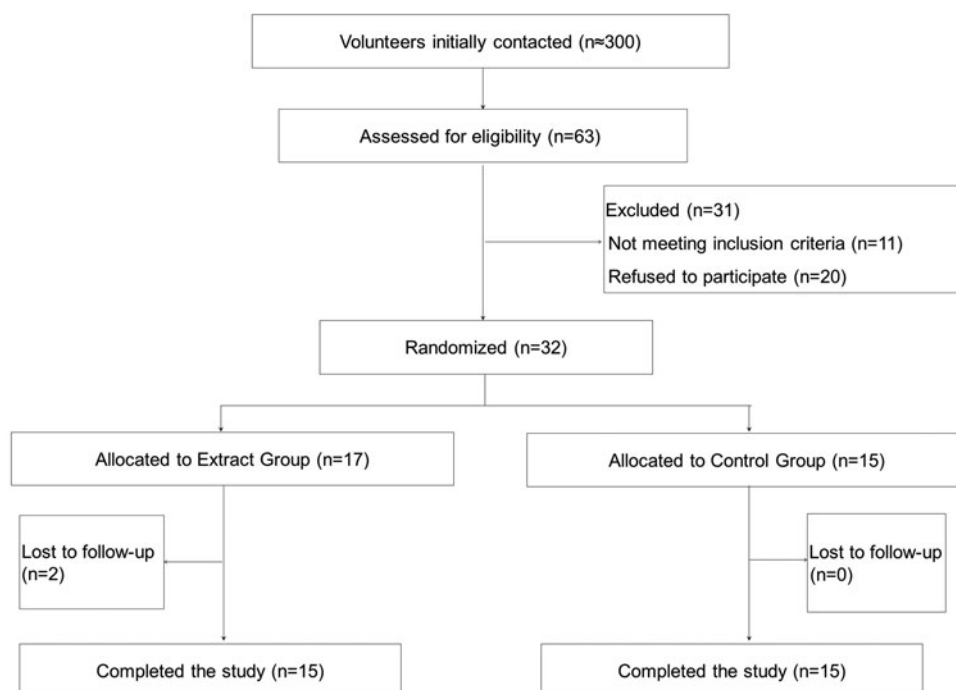 Volunteers initially contacted (n≈300)
Assessed for eligibility (n=63)
Excluded (n=31)
Not meeting inclusion criteria (n=11)
Refused to participate (n=20)
Randomized (n=32)
Allocated to Extract Group (n=17)
Allocated to Control Group (n=15)
Lost to follow-up
(n=2)
Lost to follow-up
(n=0)
Completed the study (n=15)
Completed the study (n=15)